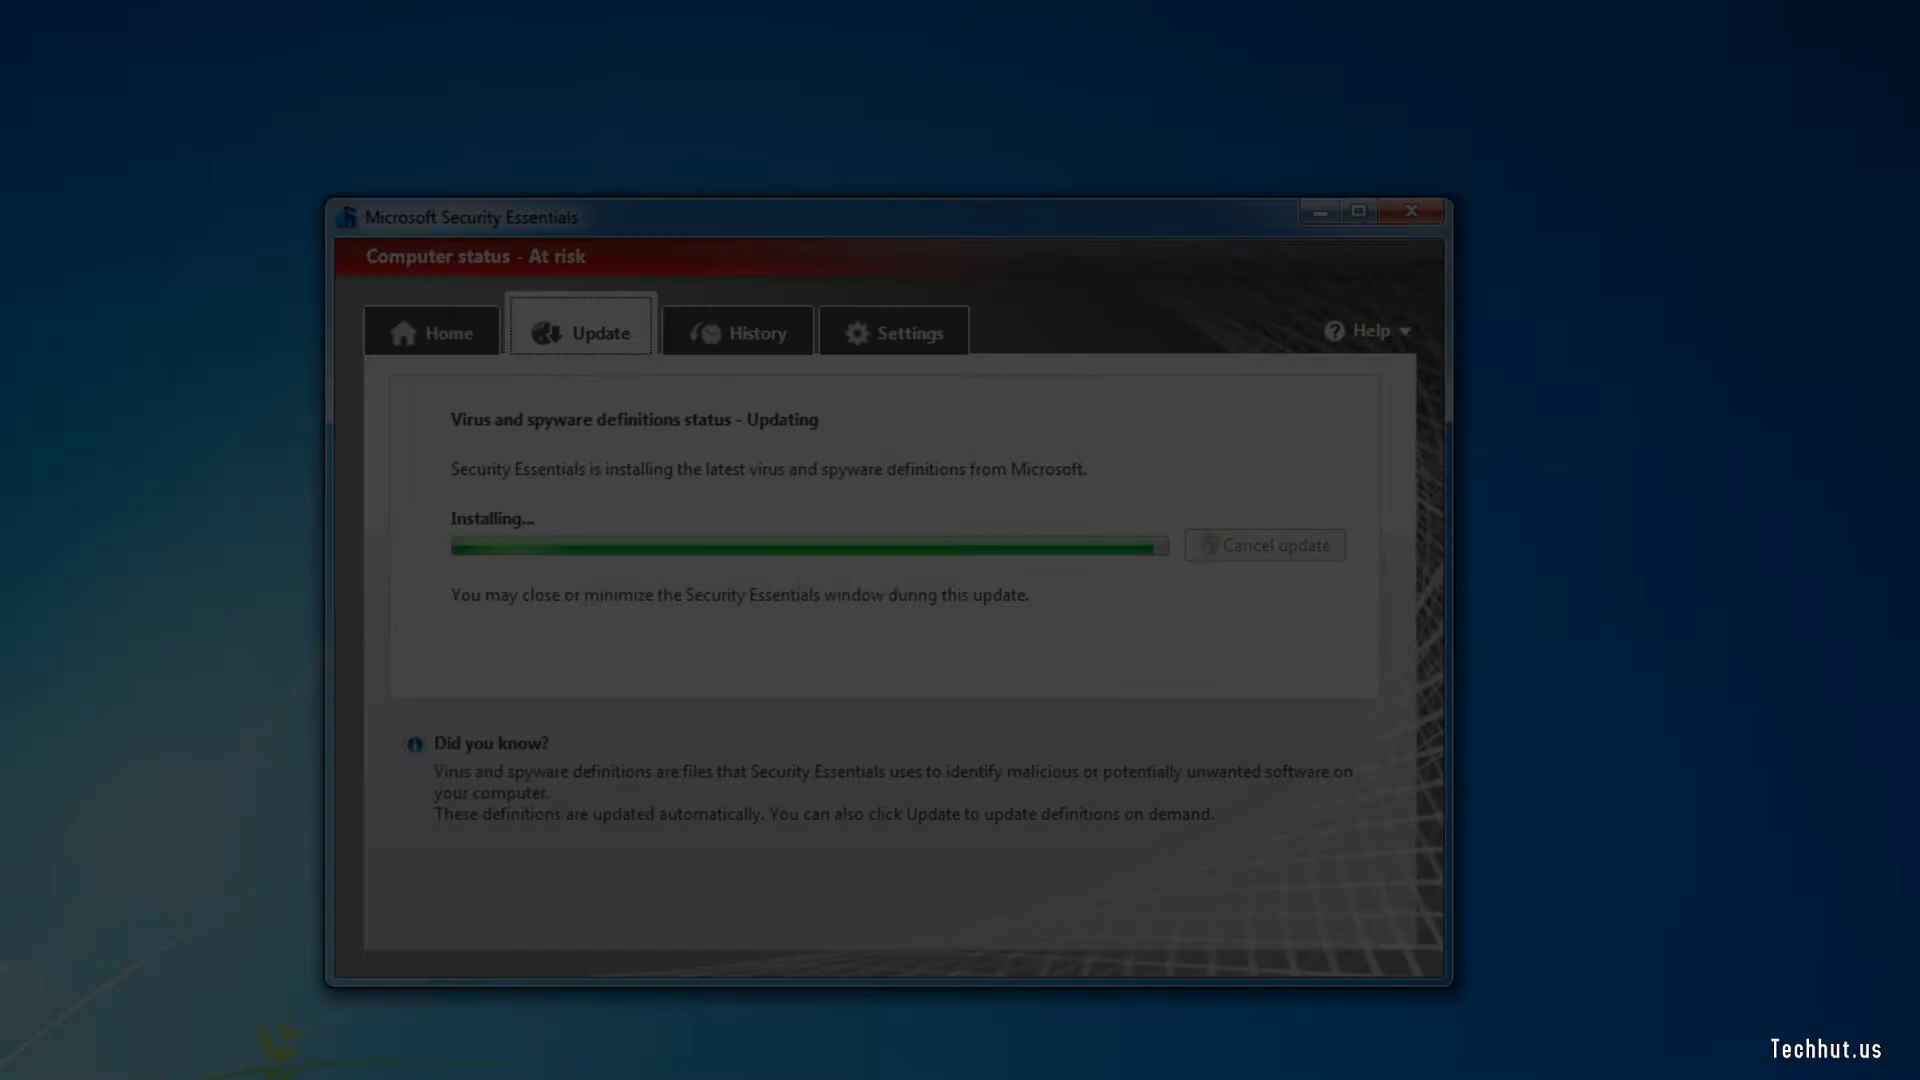 Microsoft Security Essentials
Computer status - At risk
Home
Update
History
Settings
Help
Virus and spyware definitions status - Updating
Security Essentials is installing the latest virus and spyware definitions from Microsoft.
Installing...
Cancel update
You may close or minimize the Security Essentials window during this update.
Did you know?
Virus and spyware definitions are files that Security Essentials uses to identify malicious or potentially unwanted software on
your computer.
These definitions are updated automatically. You can also click Update to update definitions on demand.
Techhut.us